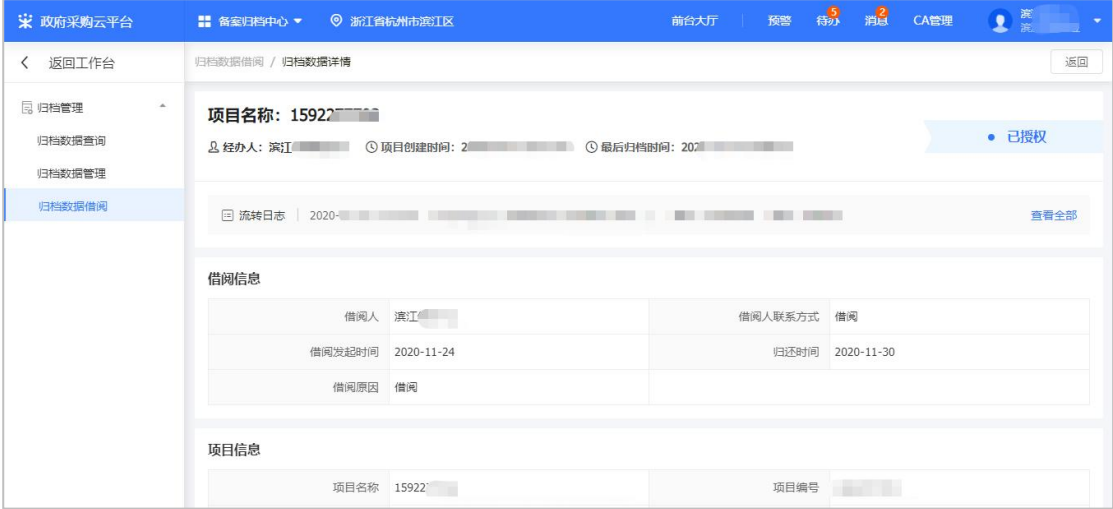 政府采购云平台 备案归档中心 浙江省杭州市滨江区 前台大厅 预警 待办 5 消息 2 CA管理 滨
返回工作台 归档数据借阅 / 归档数据详情 返回
归档管理
归档数据查询
归档数据管理
归档数据借阅
项目名称：15922
经办人：滨江 项目创建时间：2 最后归档时间：202
已授权
流转日志 2020- 查看全部
借阅信息
借阅人 滨江 借阅人联系方式 借阅
借阅发起时间 2020-11-24 归还时间 2020-11-30
借阅原因 借阅
项目信息
项目名称 15922 项目编号